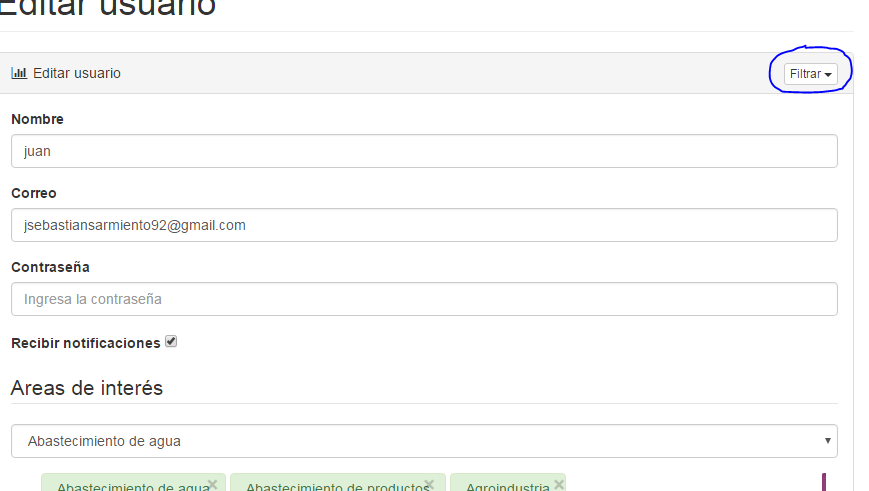 Editar usuario
Editar usuario
Filtrar
Nombre
juan
Correo
jsebastiansarmiento92@gmail.com
Contraseña
Ingresa la contraseña
Recibir notificaciones
Areas de interés
Abastecimiento de agua
Abastecimiento de agua × Abastecimiento de productos × Agroindustria ×